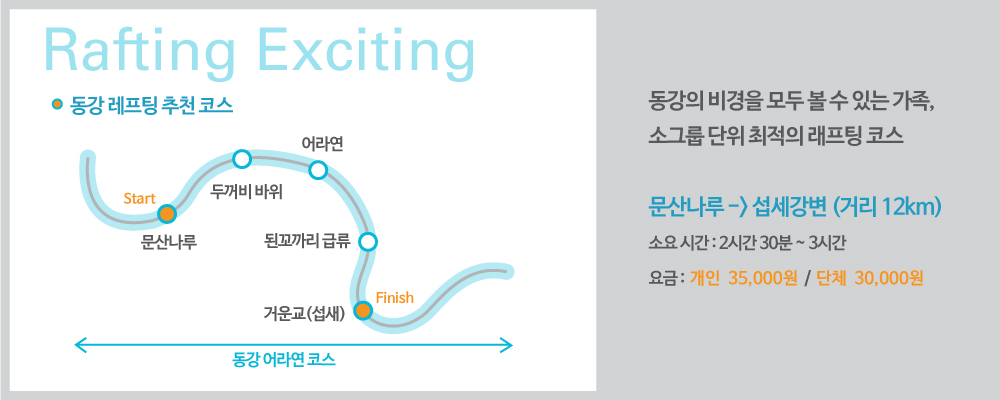 Rafting Exciting
동강 레프팅 추천 코스
어라연
두꺼비 바위
Start
문산나루
된꼬까리 급류
Finish
거운교(섭새)
동강 어라연 코스
동강의 비경을 모두 볼 수 있는 가족,
소그룹 단위 최적의 래프팅 코스
문산나루 -> 섭세강변 (거리 12km)
소요 시간 : 2시간 30분 ~ 3시간
요금 : 개인 35,000원 / 단체 30,000원